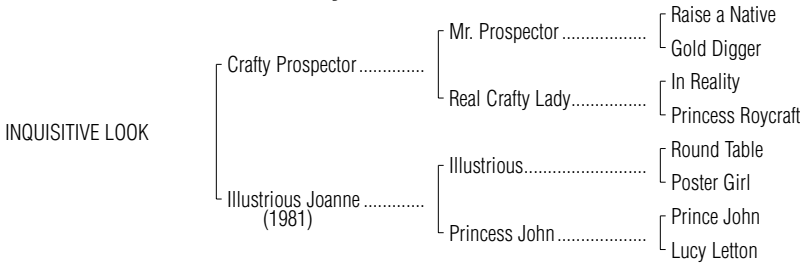 Raise a Native
Mr. Prospector ..................
Gold Digger
Crafty Prospector ..............
In Reality
Real Crafty Lady................
Princess Roycraft
INQUISITIVE LOOK
Round Table
Illustrious..........................
Poster Girl
Illustrious Joanne .............
(1981)
Prince John
Princess John...................
Lucy Letton